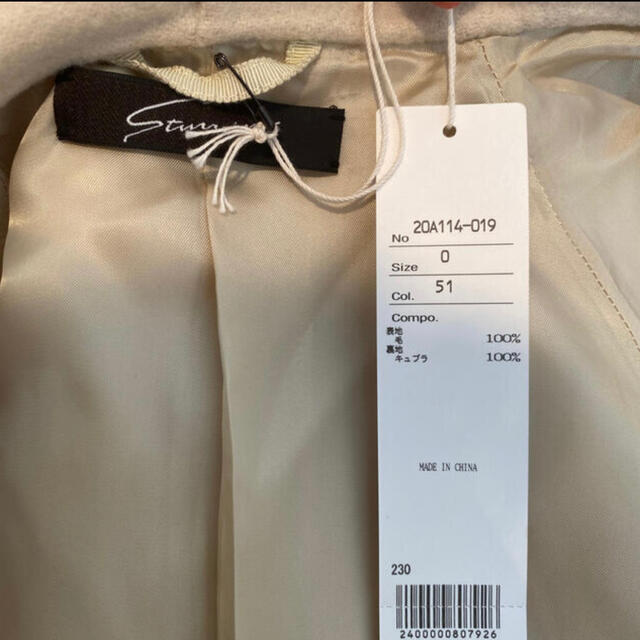 No 20A114-019
Size 0
Col. 51
Compo.
表地
毛 100%
裏地
キュプラ 100%
MADE IN CHINA
230
2400000807926